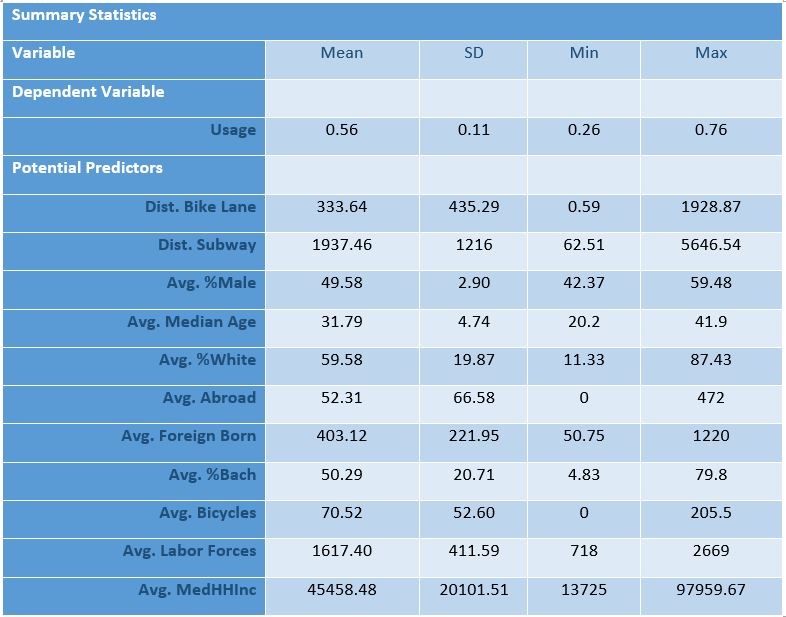 Summary Statistics
Variable Mean SD Min Max
Dependent Variable
Usage 0.56 0.11 0.26 0.76
Potential Predictors
Dist. Bike Lane 333.64 435.29 0.59 1928.87
Dist. Subway 1937.46 1216 62.51 5646.54
Avg. %Male 49.58 2.90 42.37 59.48
Avg. Median Age 31.79 4.74 20.2 41.9
Avg. %White 59.58 19.87 11.33 87.43
Avg. Abroad 52.31 66.58 0 472
Avg. Foreign Born 403.12 221.95 50.75 1220
Avg. %Bach 50.29 20.71 4.83 79.8
Avg. Bicycles 70.52 52.60 0 205.5
Avg. Labor Forces 1617.40 411.59 718 2669
Avg. MedHHInc 45458.48 20101.51 13725 97959.67